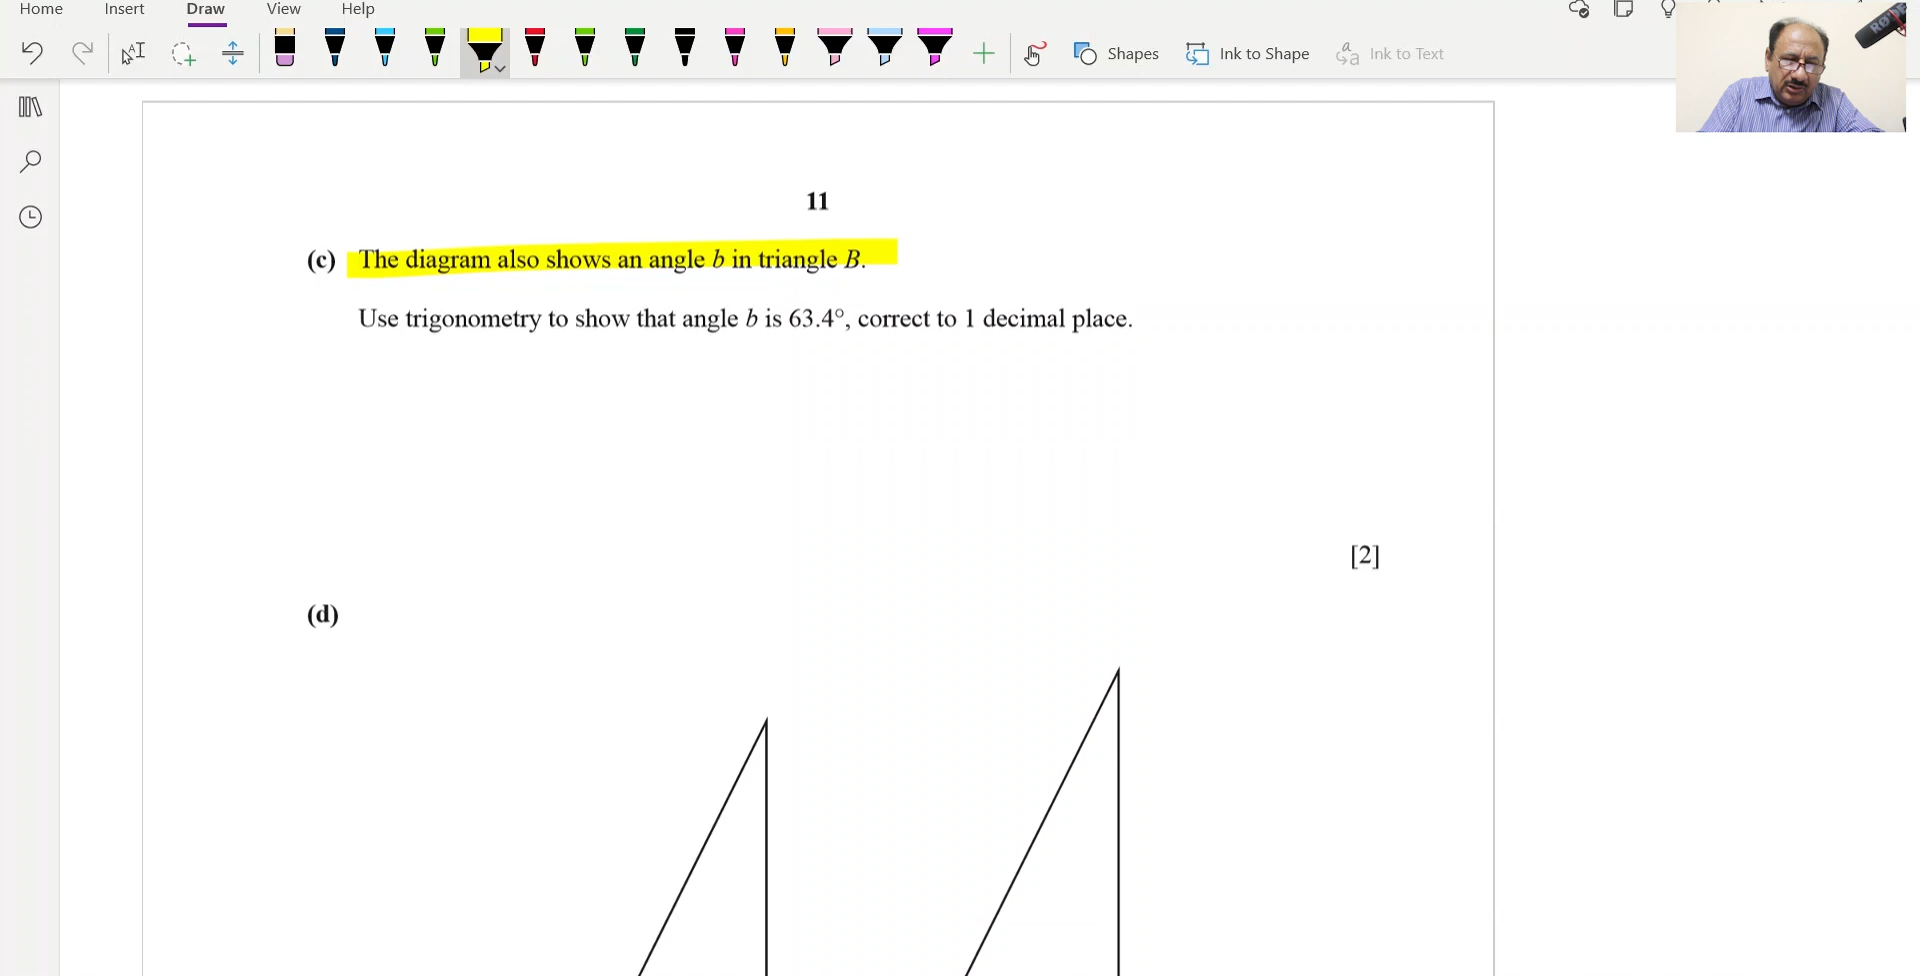 Home Insert Draw View Help
Shapes Ink to Shape Ink to Text
11
(c) The diagram also shows an angle b in triangle B.
Use trigonometry to show that angle b is 63.4°, correct to 1 decimal place.
[2]
(d)